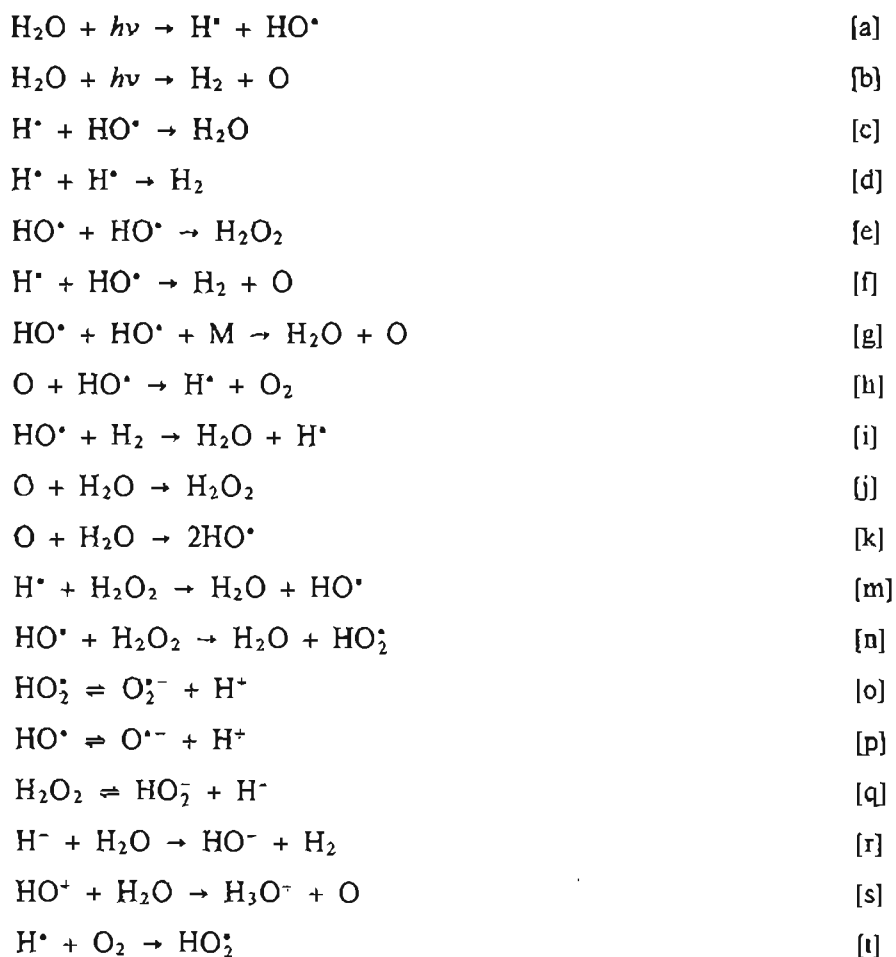 H₂O + hν → H• + HO• [a]
H₂O + hν → H₂ + O [b]
H• + HO• → H₂O [c]
H• + H• → H₂ [d]
HO• + HO• → H₂O₂ [e]
H• + HO• → H₂ + O [f]
HO• + HO• + M → H₂O + O [g]
O + HO• → H• + O₂ [h]
HO• + H₂ → H₂O + H• [i]
O + H₂O → H₂O₂ [j]
O + H₂O → 2HO• [k]
H• + H₂O₂ → H₂O + HO• [m]
HO• + H₂O₂ → H₂O + HO₂• [n]
HO₂• ⇌ O₂•⁻ + H⁺ [o]
HO• ⇌ O•⁻ + H⁺ [p]
H₂O₂ ⇌ HO₂⁻ + H⁻ [q]
H⁻ + H₂O → HO⁻ + H₂ [r]
HO⁺ + H₂O → H₃O⁺ + O [s]
H• + O₂ → HO₂• [t]